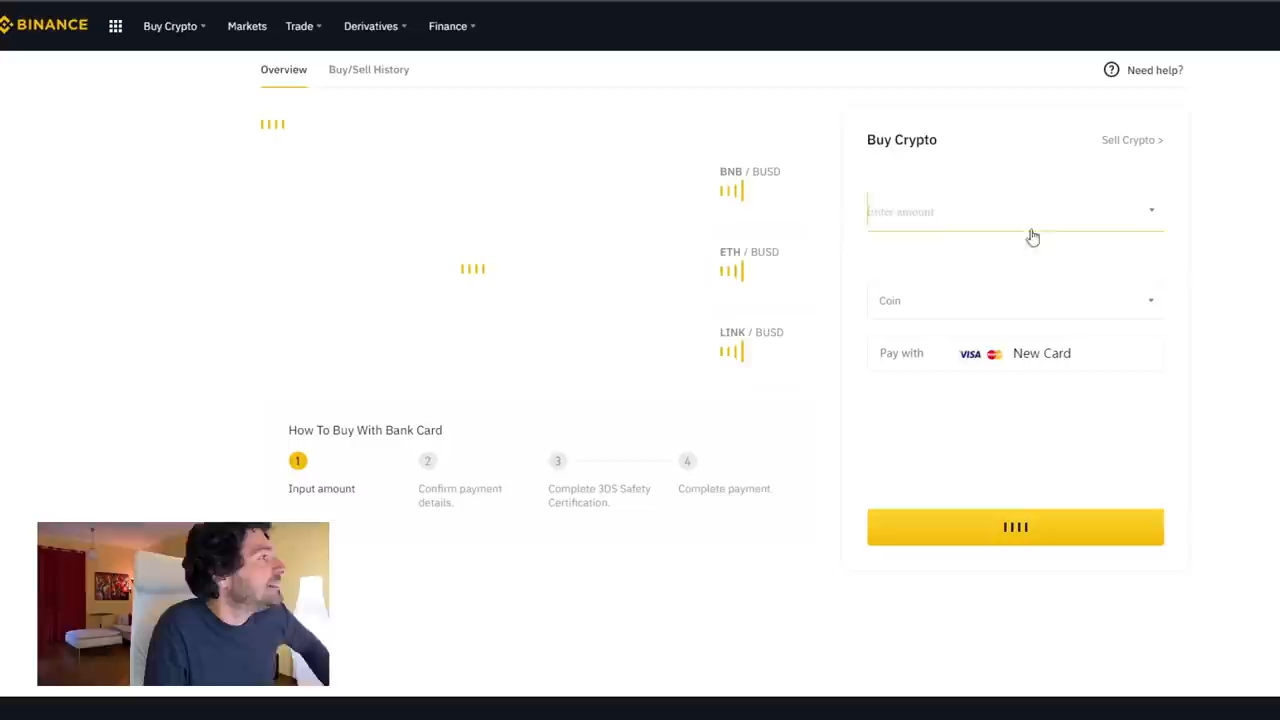 BINANCE Buy Crypto Markets Trade Derivatives Finance
Overview Buy/Sell History Need help?
Buy Crypto Sell Crypto >
BNB / BUSD
Enter amount
ETH / BUSD
Coin
LINK / BUSD
Pay with VISA New Card
How To Buy With Bank Card
1 2 3 4
Input amount Confirm payment Complete 3DS Safety Complete payment.
details. Certification.